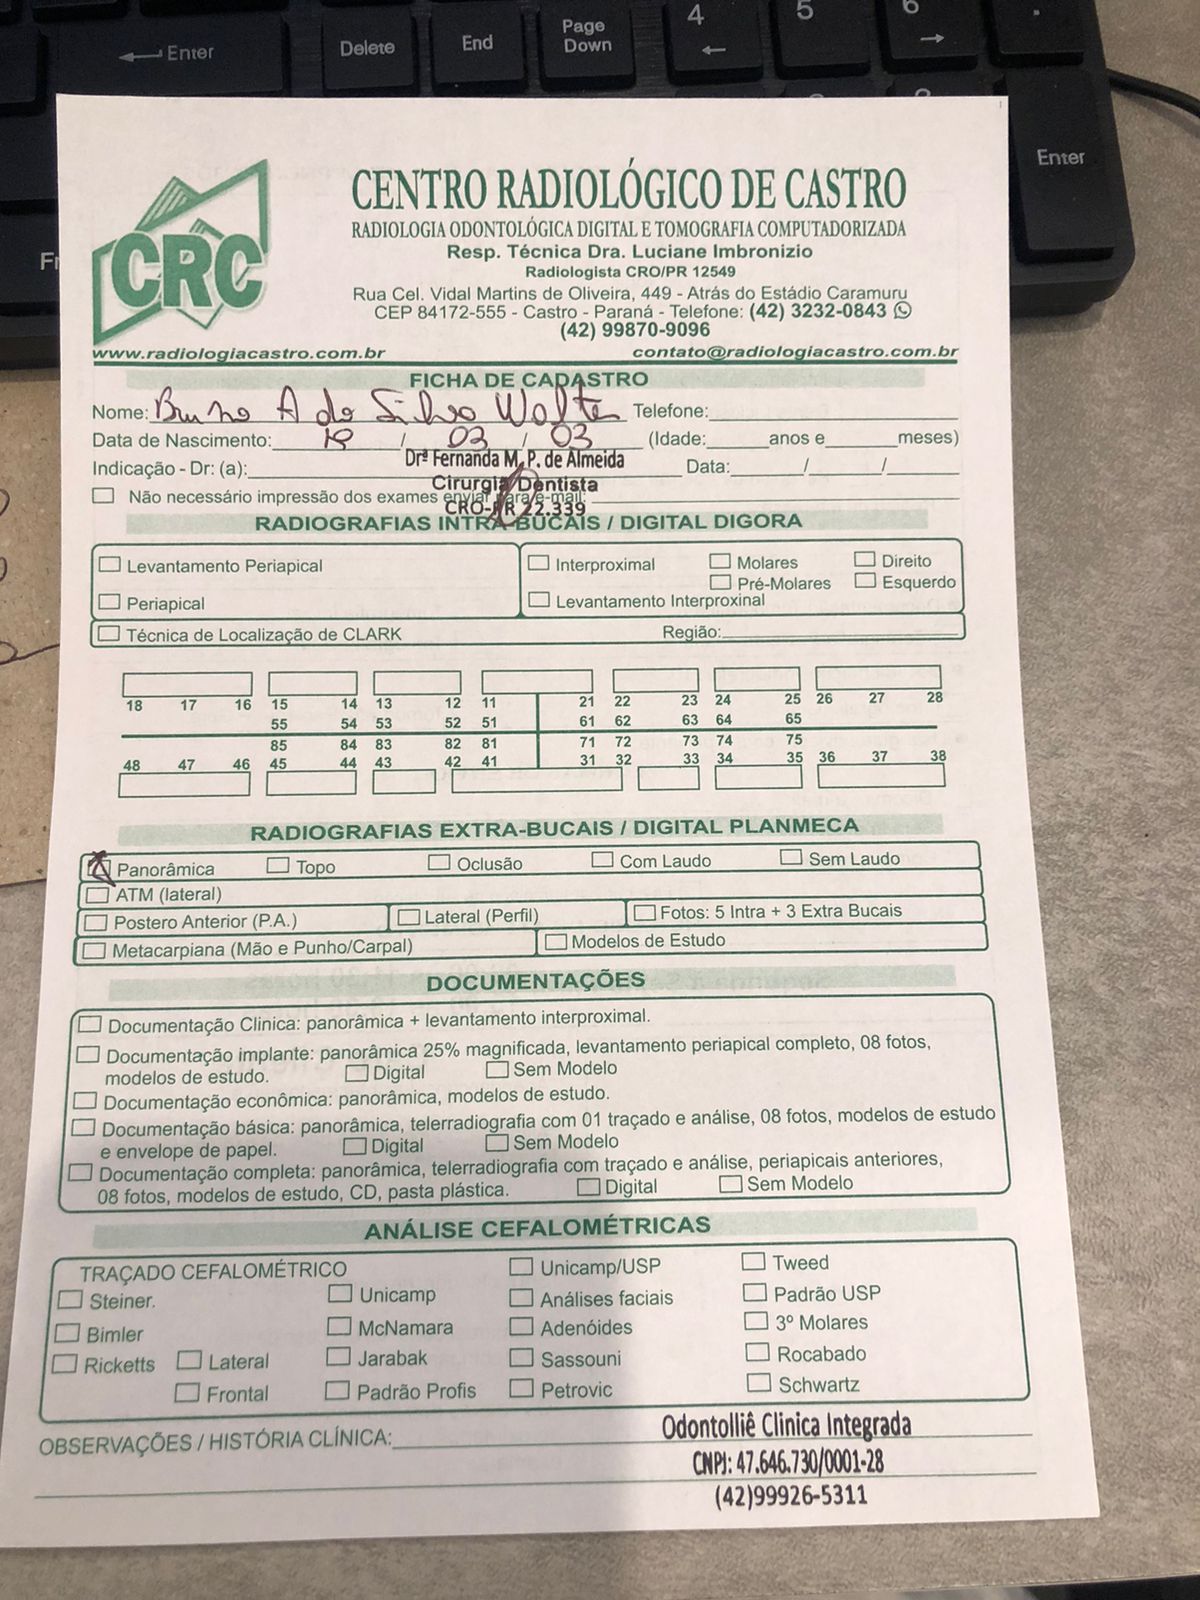 Enter
Delete
End
Page
Down
4
5
6
Enter
CRC
CENTRO RADIOLÓGICO DE CASTRO
RADIOLOGIA ODONTOLÓGICA DIGITAL E TOMOGRAFIA COMPUTADORIZADA
Resp. Técnica Dra. Luciane Imbronizio
Radiologista CRO/PR 12549
Rua Cel. Vidal Martins de Oliveira, 449 - Atrás do Estádio Caramuru
CEP 84172-555 - Castro - Paraná - Telefone: (42) 3232-0843
(42) 99870-9096
www.radiologiacastro.com.br contato@radiologiacastro.com.br
FICHA DE CADASTRO
Nome: Bruno A da Silva Walter Telefone:
Data de Nascimento: 19 / 03 / 03 (Idade: anos e meses)
Indicação - Dr: (a): Drª Fernanda M. P. de Almeida Data: / /
Cirurgiã Dentista
Não necessário impressão dos exames enviar para e-mail:
CRO-PR 22.339
RADIOGRAFIAS INTRA-BUCAIS / DIGITAL DIGORA
Levantamento Periapical Interproximal Molares Direito
Pré-Molares Esquerdo
Periapical Levantamento Interproxinal
Técnica de Localização de CLARK Região:
18 17 16 15 14 13 12 11 21 22 23 24 25 26 27 28
55 54 53 52 51 61 62 63 64 65
85 84 83 82 81 71 72 73 74 75
48 47 46 45 44 43 42 41 31 32 33 34 35 36 37 38
RADIOGRAFIAS EXTRA-BUCAIS / DIGITAL PLANMECA
Panorâmica Topo Oclusão Com Laudo Sem Laudo
ATM (lateral)
Postero Anterior (P.A.) Lateral (Perfil) Fotos: 5 Intra + 3 Extra Bucais
Metacarpiana (Mão e Punho/Carpal) Modelos de Estudo
DOCUMENTAÇÕES
Documentação Clinica: panorâmica + levantamento interproximal.
Documentação implante: panorâmica 25% magnificada, levantamento periapical completo, 08 fotos,
modelos de estudo. Digital Sem Modelo
Documentação econômica: panorâmica, modelos de estudo.
Documentação básica: panorâmica, telerradiografia com 01 traçado e análise, 08 fotos, modelos de estudo
e envelope de papel. Digital Sem Modelo
Documentação completa: panorâmica, telerradiografia com traçado e análise, periapicais anteriores,
08 fotos, modelos de estudo, CD, pasta plástica. Digital Sem Modelo
ANÁLISE CEFALOMÉTRICAS
TRAÇADO CEFALOMÉTRICO Unicamp/USP Tweed
Steiner. Unicamp Análises faciais Padrão USP
Bimler McNamara Adenóides 3º Molares
Ricketts Lateral Jarabak Sassouni Rocabado
Frontal Padrão Profis Petrovic Schwartz
OBSERVAÇÕES / HISTÓRIA CLÍNICA: Odontolliê Clinica Integrada
CNPJ: 47.646.730/0001-28
(42)99926-5311